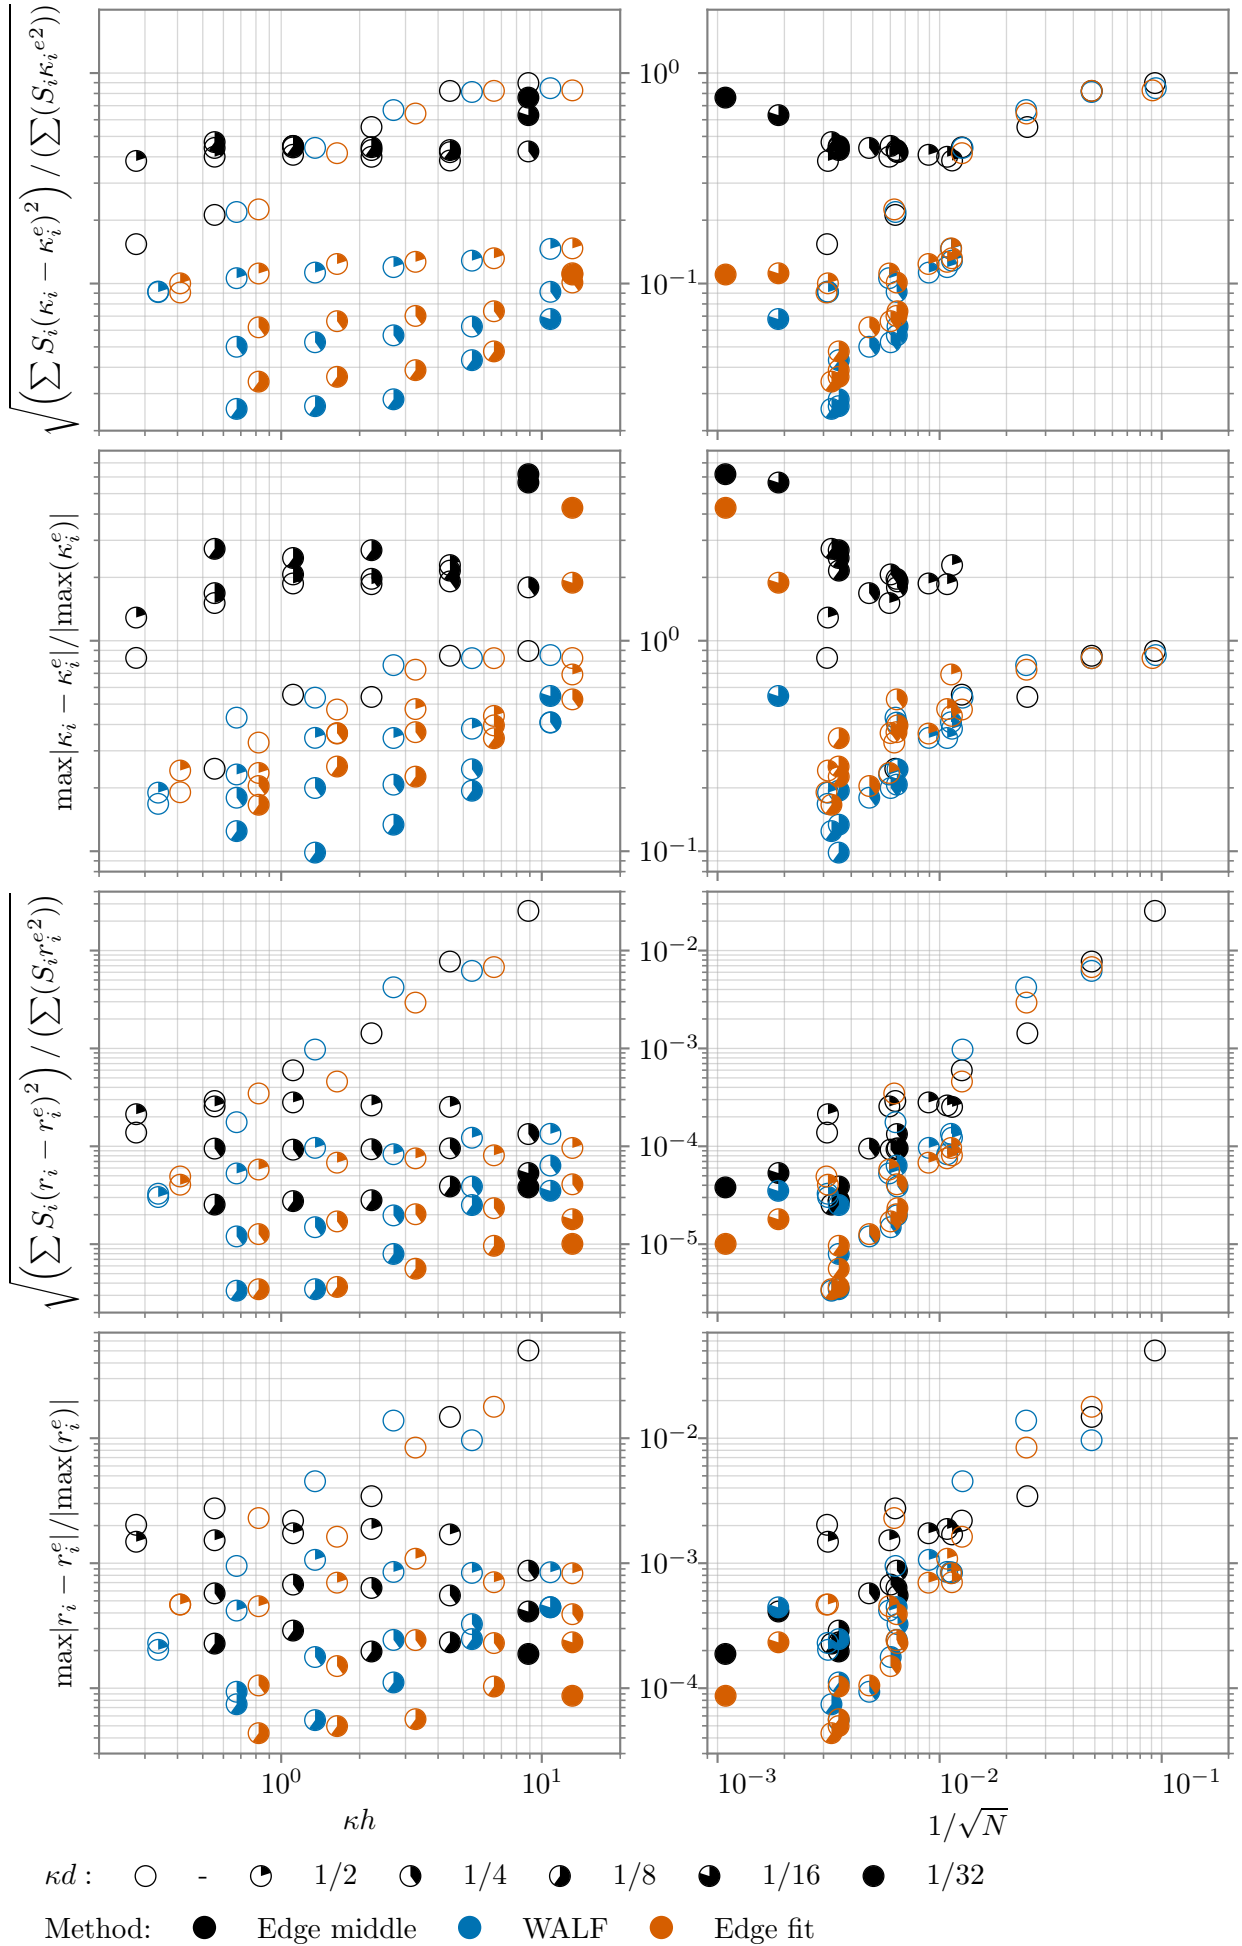 √(∑ S_i(κ_i − κ_i^e)^2) / (∑(S_i κ_i^{e2}))
10^0
10^{−1}
max|κ_i − κ_i^e|/|max(κ_i^e)|
10^0
10^{−1}
√(∑ S_i(r_i − r_i^e)^2) / (∑(S_i r_i^{e2}))
10^{−2}
10^{−3}
10^{−4}
10^{−5}
max|r_i − r_i^e|/|max(r_i^e)|
10^{−2}
10^{−3}
10^{−4}
10^0 10^1
κh
10^{−3} 10^{−2} 10^{−1}
1/√N
κd : - 1/2 1/4 1/8 1/16 1/32
Method: Edge middle WALF Edge fit